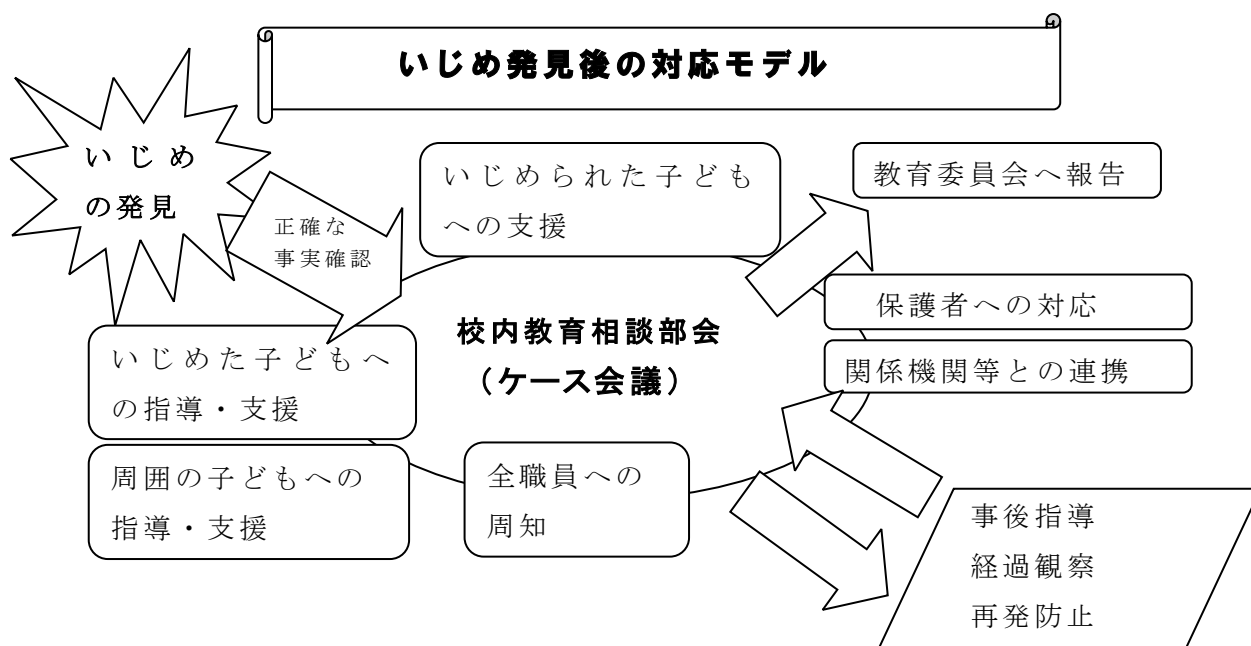 いじめ発見後の対応モデル
いじめ
の発見
正確な
事実確認
いじめられた子ども
への支援
教育委員会へ報告
保護者への対応
関係機関等との連携
校内教育相談部会
(ケース会議)
いじめた子どもへ
の指導・支援
周囲の子どもへの
指導・支援
全職員への
周知
事後指導
経過観察
再発防止